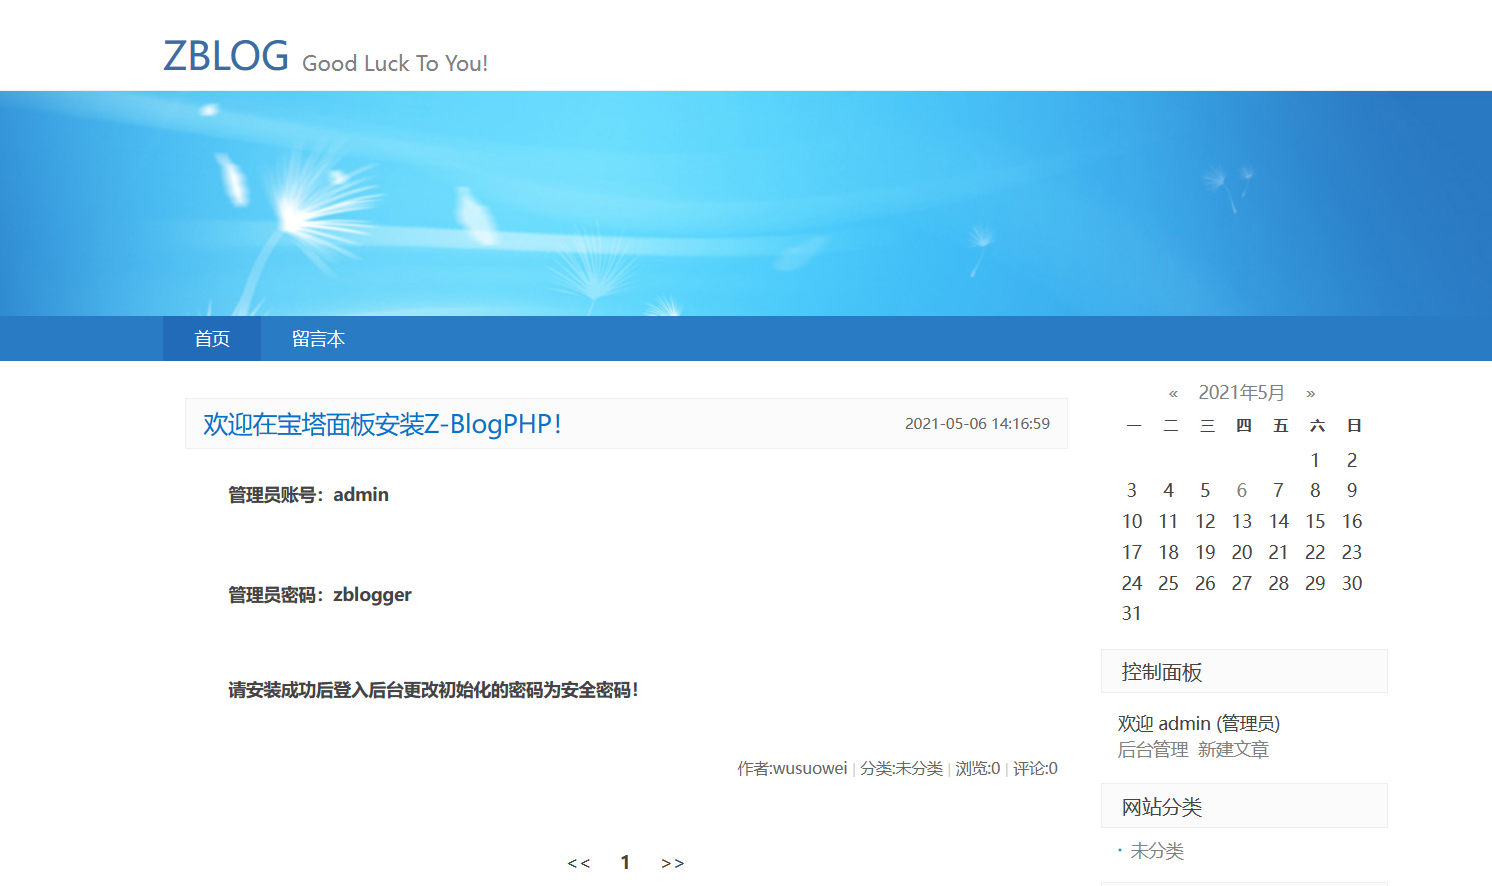 ZBLOG Good Luck To You!
首页 留言本
欢迎在宝塔面板安装Z-BlogPHP！ 2021-05-06 14:16:59
管理员账号：admin
管理员密码：zblogger
请安装成功后登入后台更改初始化的密码为安全密码！
作者:wusuowei | 分类:未分类 | 浏览:0 | 评论:0
<< 1 >>
« 2021年5月 »
一 二 三 四 五 六 日
1 2
3 4 5 6 7 8 9
10 11 12 13 14 15 16
17 18 19 20 21 22 23
24 25 26 27 28 29 30
31
控制面板
欢迎 admin (管理员)
后台管理 新建文章
网站分类
· 未分类